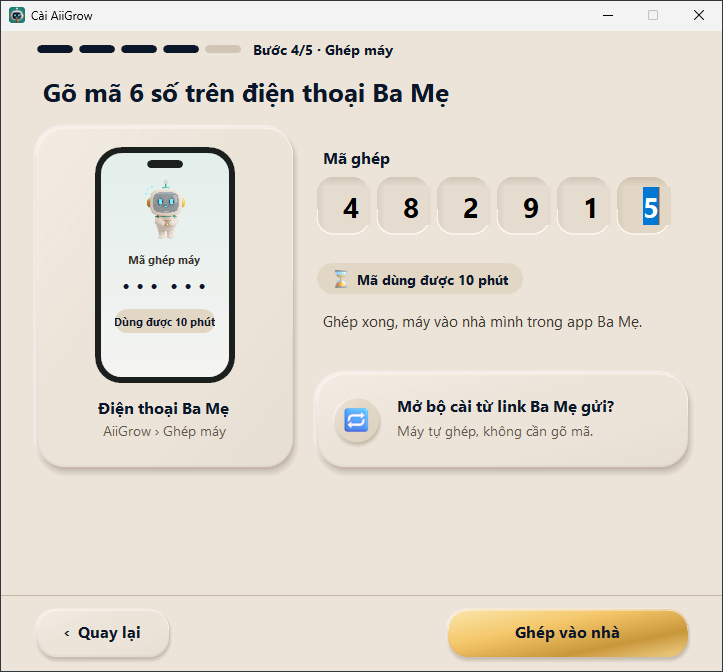 Cài AiiGrow
Bước 4/5 · Ghép máy
Gõ mã 6 số trên điện thoại Ba Mẹ
Mã ghép máy
• • • • • •
Dùng được 10 phút
Điện thoại Ba Mẹ
AiiGrow › Ghép máy
Mã ghép
4 8 2 9 1 5
⏳ Mã dùng được 10 phút
Ghép xong, máy vào nhà mình trong app Ba Mẹ.
Mở bộ cài từ link Ba Mẹ gửi?
Máy tự ghép, không cần gõ mã.
‹ Quay lại
Ghép vào nhà